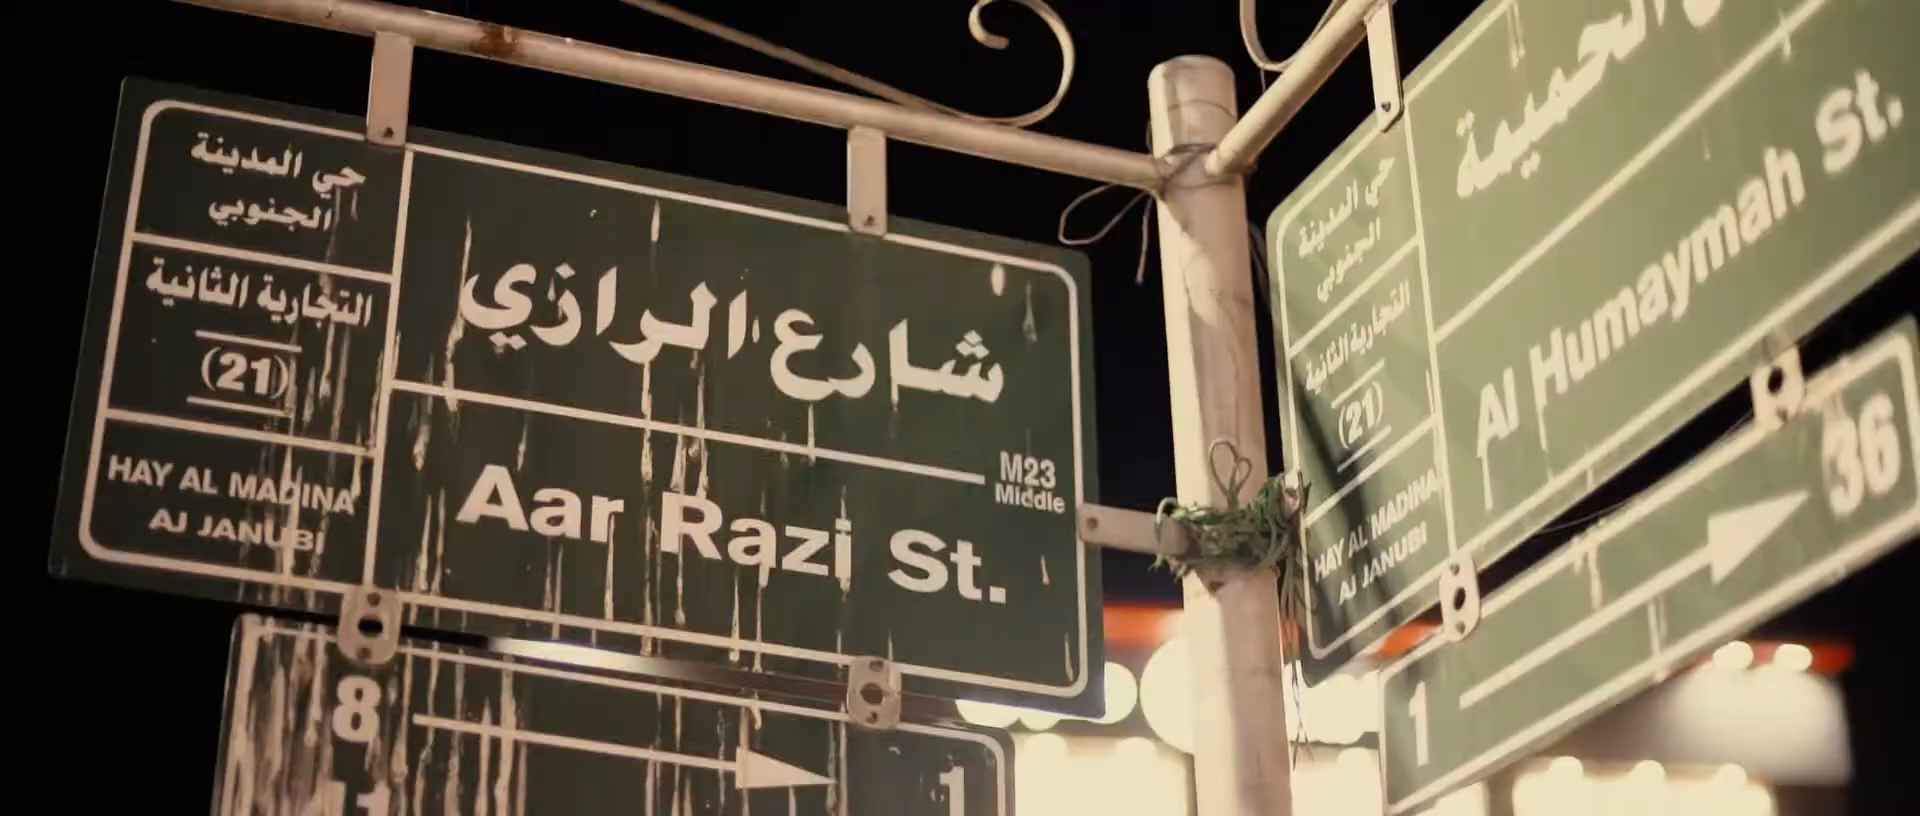 حي المدينة
الجنوبي
التجارية الثانية
(21)
HAY AL MADINA
AJ JANUBI
شارع الرازي
M23
Middle
Aar Razi St.
8
1
11
حي المدينة
الجنوبي
التجارية الثانية
(21)
HAY AL MADINA
AJ JANUBI
الحميمة
Al Humaymah St.
1
36